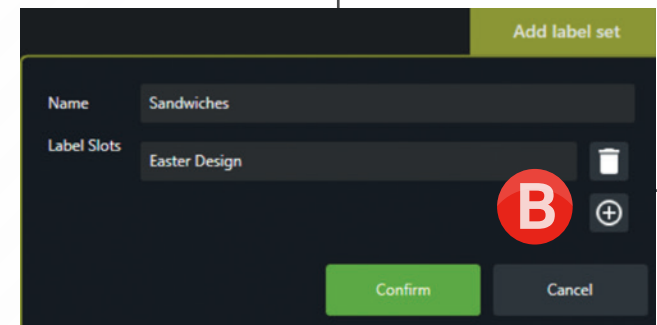 Add label set
Name
Sandwiches
Label Slots
Easter Design
B
Confirm
Cancel